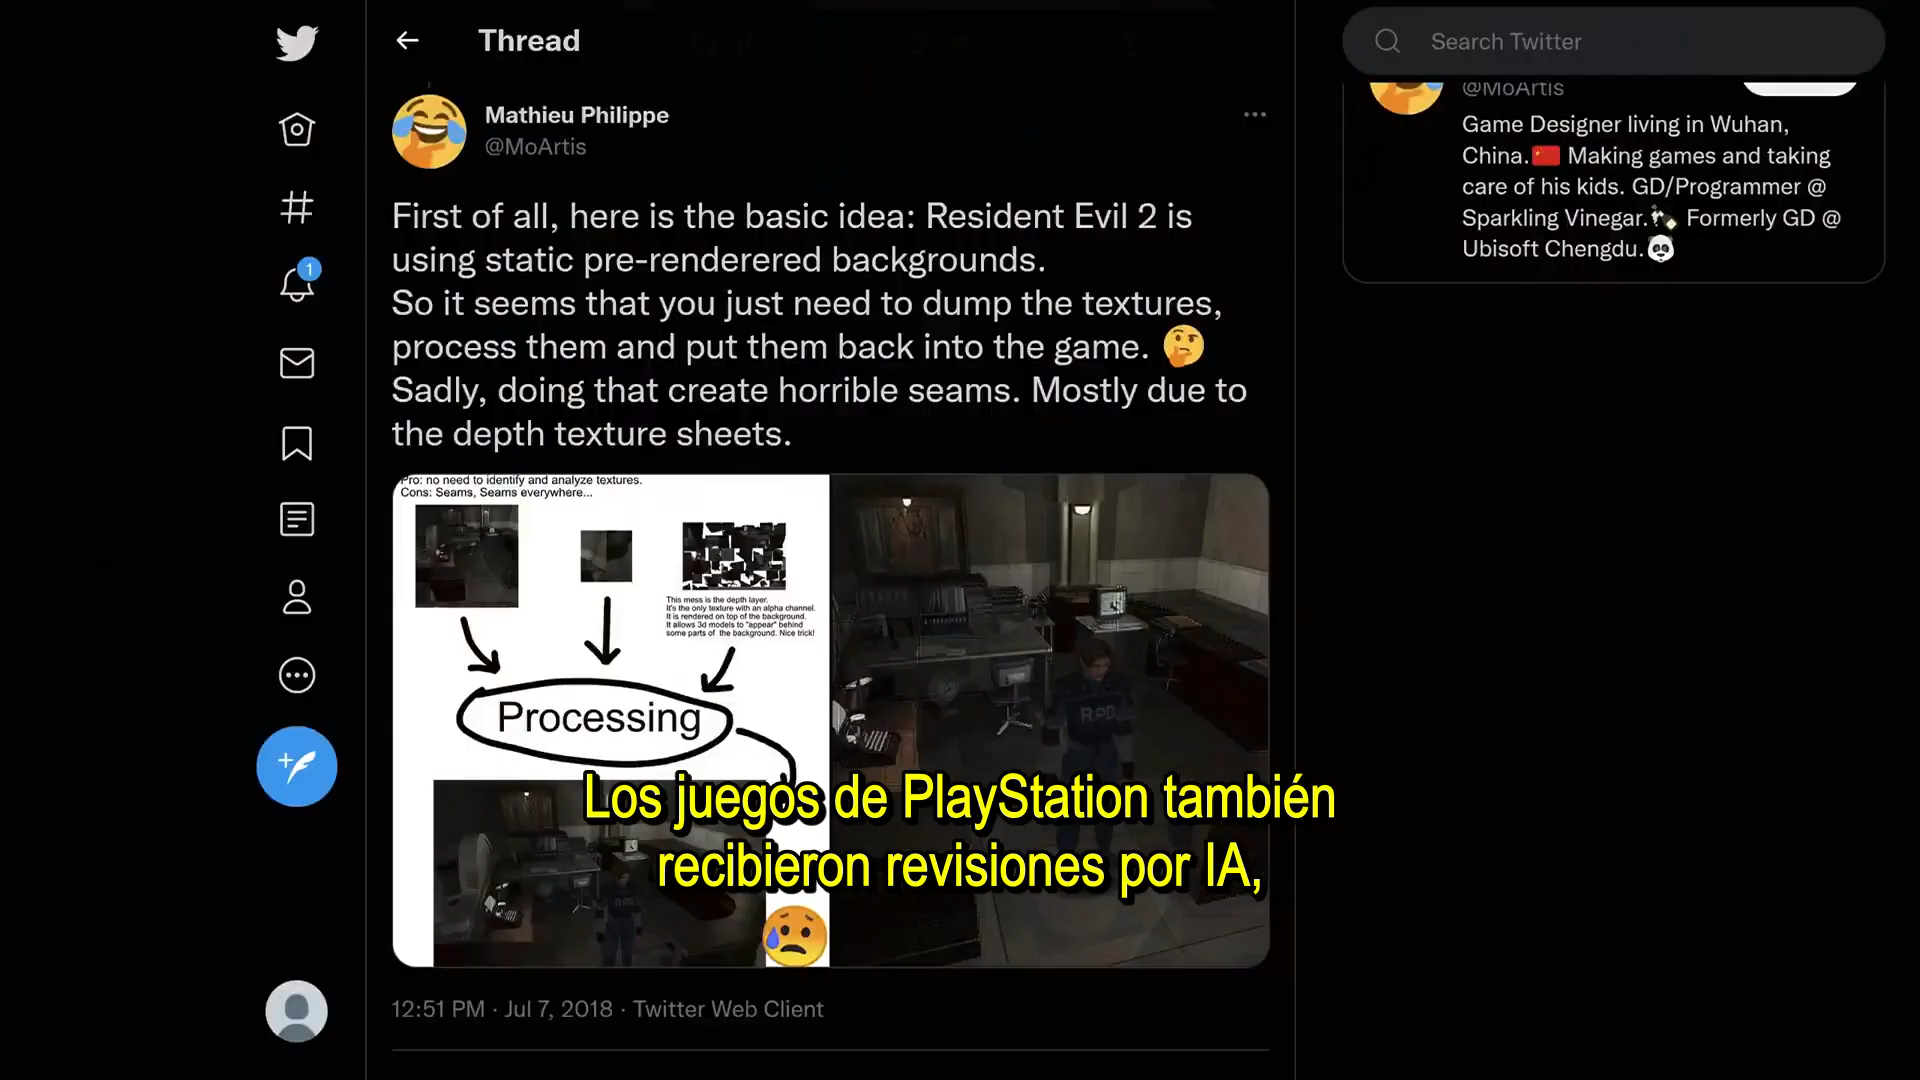 Thread
Search Twitter
Mathieu Philippe
@MoArtis
First of all, here is the basic idea: Resident Evil 2 is
using static pre-renderered backgrounds.
So it seems that you just need to dump the textures,
process them and put them back into the game. 🤔
Sadly, doing that create horrible seams. Mostly due to
the depth texture sheets.
Pro: no need to identify and analyze textures.
Cons: Seams, Seams everywhere...
This mess is the depth layer.
It's the only texture with an alpha channel.
It is rendered on top of the background.
It allows 3d models to "appear" behind
some parts of the background. Nice trick!
Processing
RPD
Los juegos de PlayStation también
recibieron revisiones por IA,
12:51 PM · Jul 7, 2018 · Twitter Web Client
1
@MoArtis
Game Designer living in Wuhan,
China.🇨🇳 Making games and taking
care of his kids. GD/Programmer @
Sparkling Vinegar.🍾 Formerly GD @
Ubisoft Chengdu.🐼